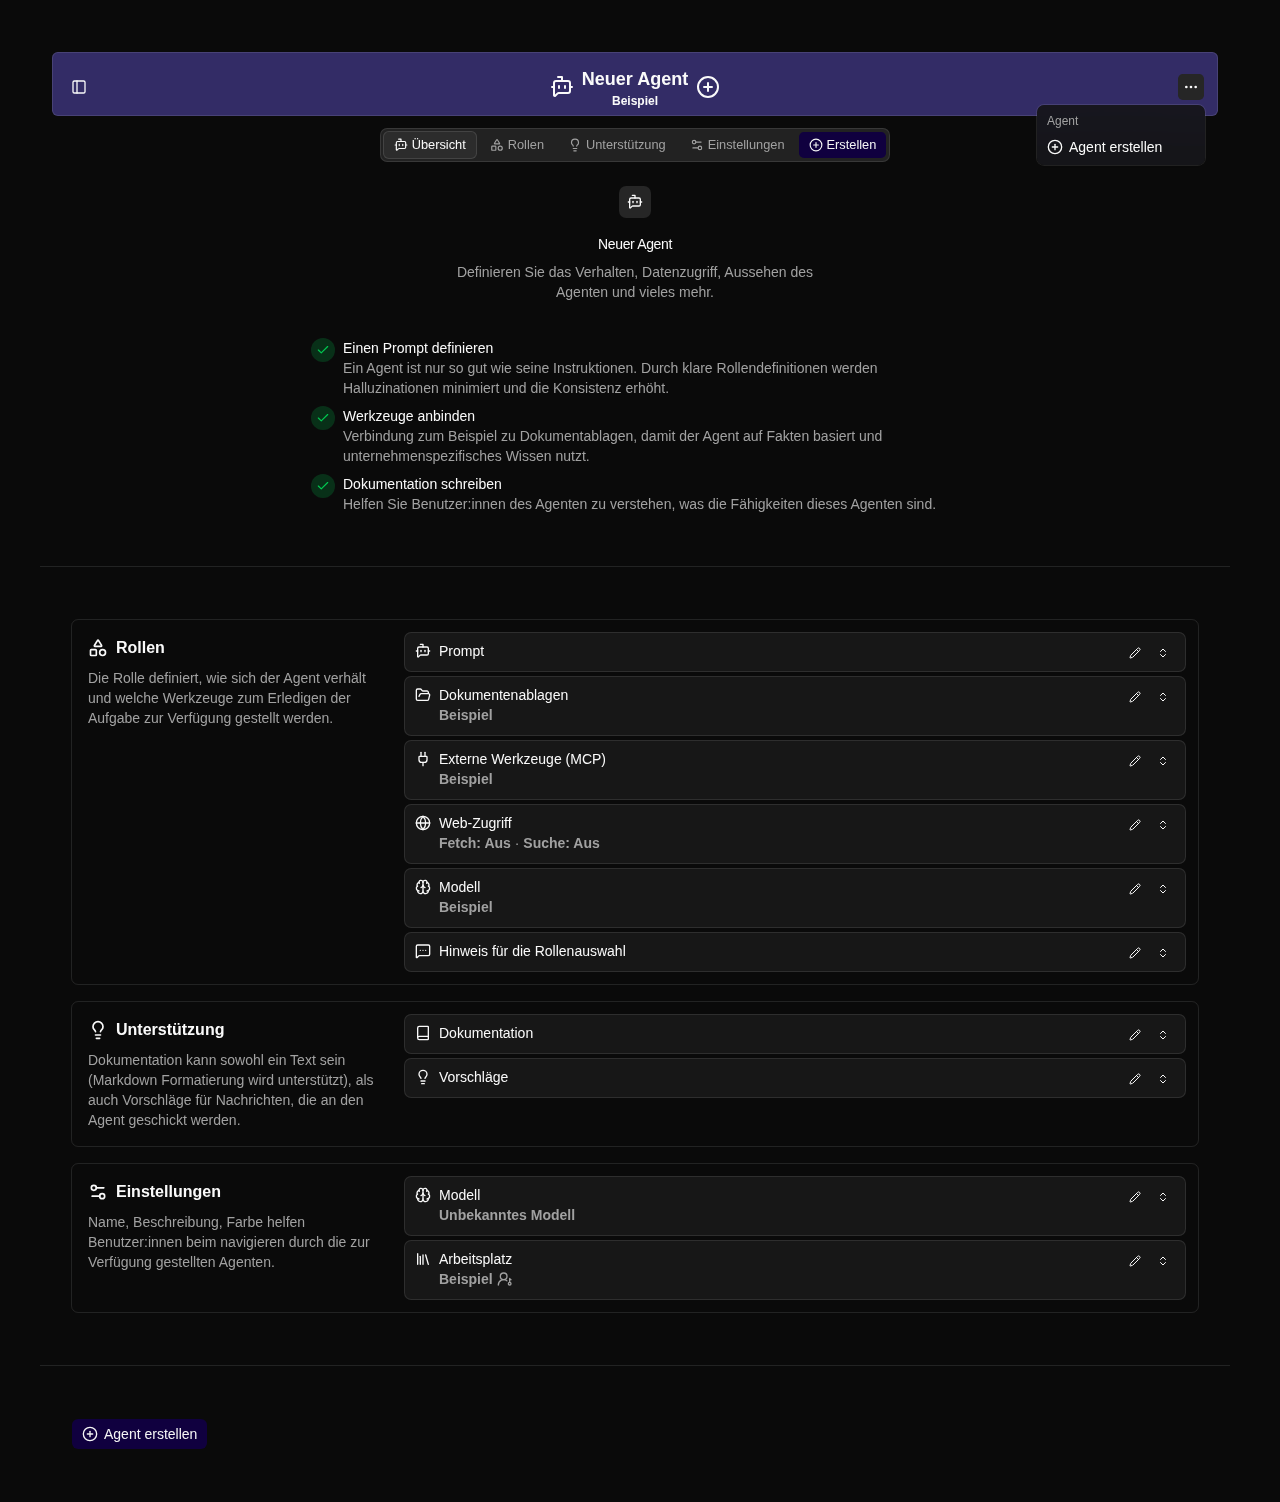 Neuer Agent
Beispiel
Agent
Agent erstellen
Übersicht
Rollen
Unterstützung
Einstellungen
Erstellen
Neuer Agent
Definieren Sie das Verhalten, Datenzugriff, Aussehen des
Agenten und vieles mehr.
Einen Prompt definieren
Ein Agent ist nur so gut wie seine Instruktionen. Durch klare Rollendefinitionen werden
Halluzinationen minimiert und die Konsistenz erhöht.
Werkzeuge anbinden
Verbindung zum Beispiel zu Dokumentablagen, damit der Agent auf Fakten basiert und
unternehmenspezifisches Wissen nutzt.
Dokumentation schreiben
Helfen Sie Benutzer:innen des Agenten zu verstehen, was die Fähigkeiten dieses Agenten sind.
Rollen
Die Rolle definiert, wie sich der Agent verhält
und welche Werkzeuge zum Erledigen der
Aufgabe zur Verfügung gestellt werden.
Prompt
Dokumentenablagen
Beispiel
Externe Werkzeuge (MCP)
Beispiel
Web-Zugriff
Fetch: Aus · Suche: Aus
Modell
Beispiel
Hinweis für die Rollenauswahl
Unterstützung
Dokumentation kann sowohl ein Text sein
(Markdown Formatierung wird unterstützt), als
auch Vorschläge für Nachrichten, die an den
Agent geschickt werden.
Dokumentation
Vorschläge
Einstellungen
Name, Beschreibung, Farbe helfen
Benutzer:innen beim navigieren durch die zur
Verfügung gestellten Agenten.
Modell
Unbekanntes Modell
Arbeitsplatz
Beispiel
Agent erstellen